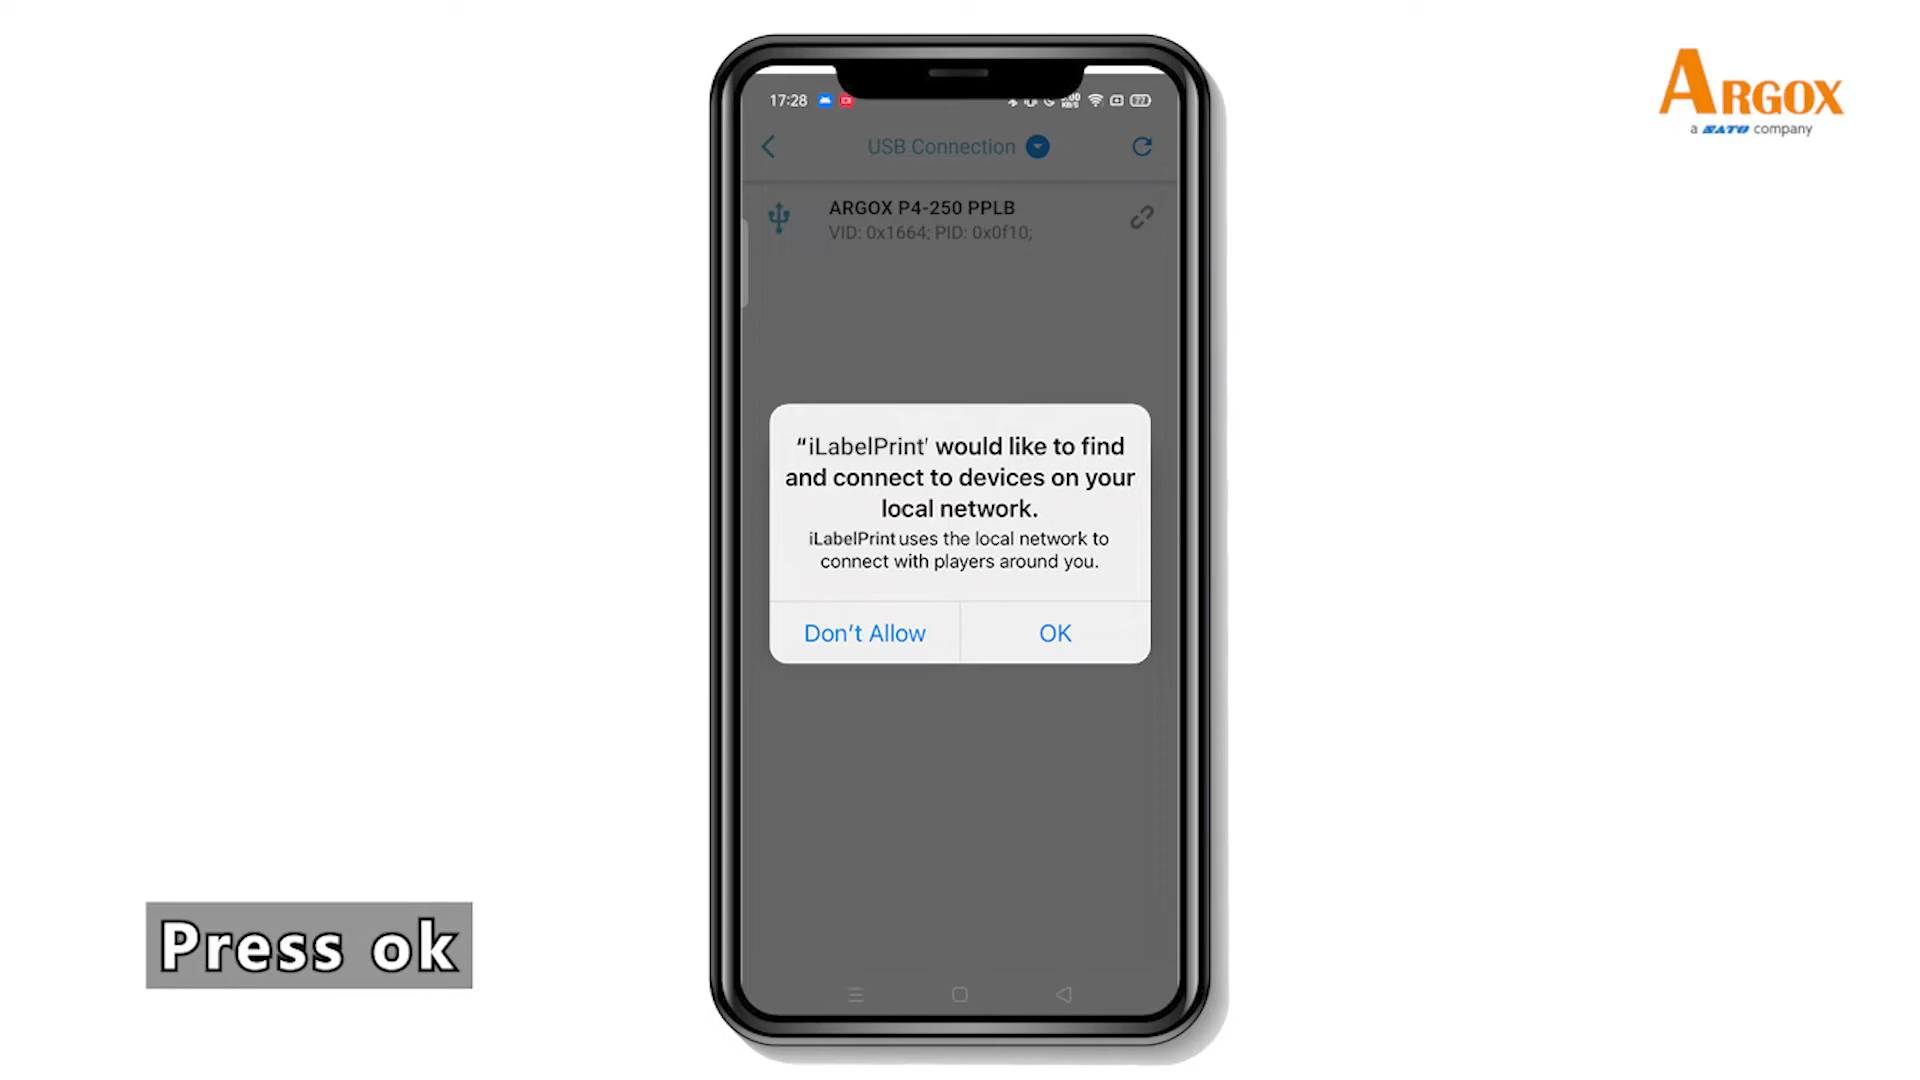 ARGOX
a SATO company
17:28
USB Connection
ARGOX P4-250 PPLB
VID: 0x1664; PID: 0x0f10;
“iLabelPrint' would like to find
and connect to devices on your
local network.
iLabelPrint uses the local network to
connect with players around you.
Don’t Allow
OK
Press ok